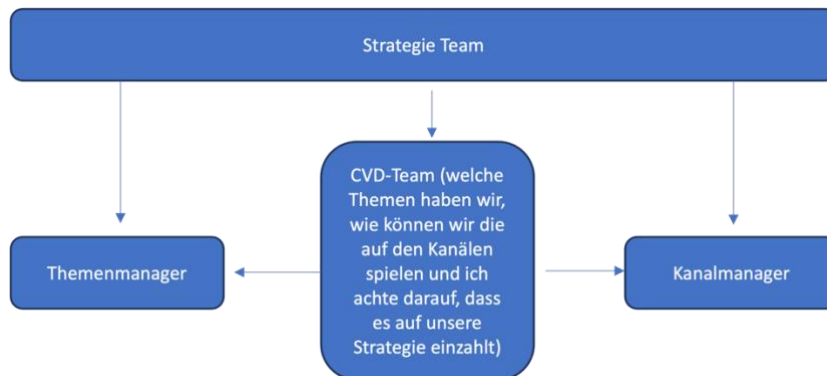 Strategie Team
CVD-Team (welche
Themen haben wir,
wie können wir die
auf den Kanälen
spielen und ich
achte darauf, dass
es auf unsere
Strategie einzahlt)
Themenmanager
Kanalmanager